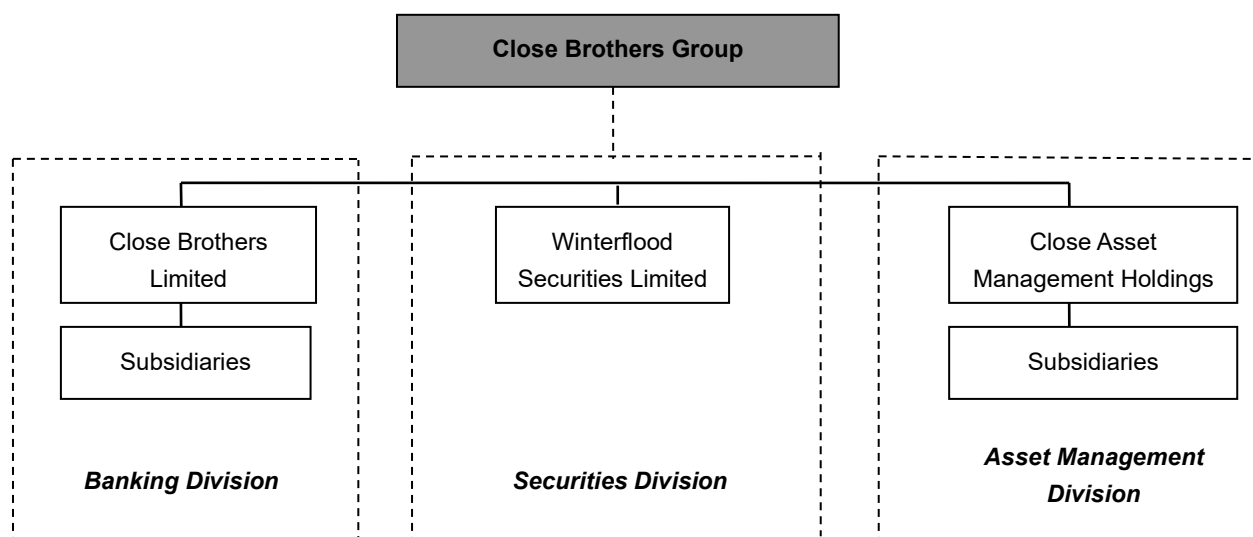 Close Brothers Group
Close Brothers
Limited
Winterflood
Securities Limited
Close Asset
Management Holdings
Subsidiaries
Subsidiaries
Banking Division
Securities Division
Asset Management
Division